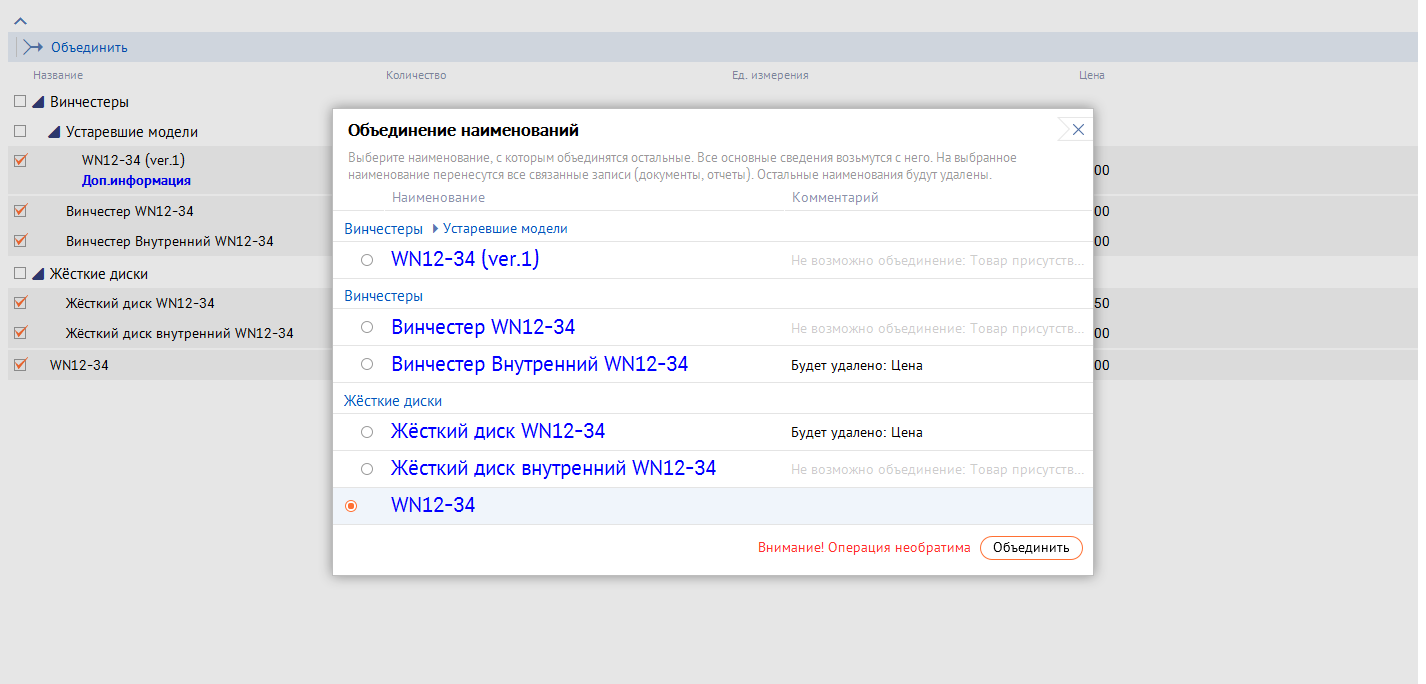 Объединить
Название Количество Ед. измерения Цена
Винчестеры
Устаревшие модели
WN12-34 (ver.1)
Доп.информация
00
Винчестер WN12-34 00
Винчестер Внутренний WN12-34 00
Жёсткие диски
Жёсткий диск WN12-34 50
Жёсткий диск внутренний WN12-34 00
WN12-34 00
Объединение наименований
Выберите наименование, с которым объединятся остальные. Все основные сведения возьмутся с него. На выбранное
наименование перенесутся все связанные записи (документы, отчеты). Остальные наименования будут удалены.
Наименование Комментарий
Винчестеры Устаревшие модели
WN12-34 (ver.1) Не возможно объединение: Товар присутств...
Винчестеры
Винчестер WN12-34 Не возможно объединение: Товар присутств...
Винчестер Внутренний WN12-34 Будет удалено: Цена
Жёсткие диски
Жёсткий диск WN12-34 Будет удалено: Цена
Жёсткий диск внутренний WN12-34 Не возможно объединение: Товар присутств...
WN12-34
Внимание! Операция необратима Объединить